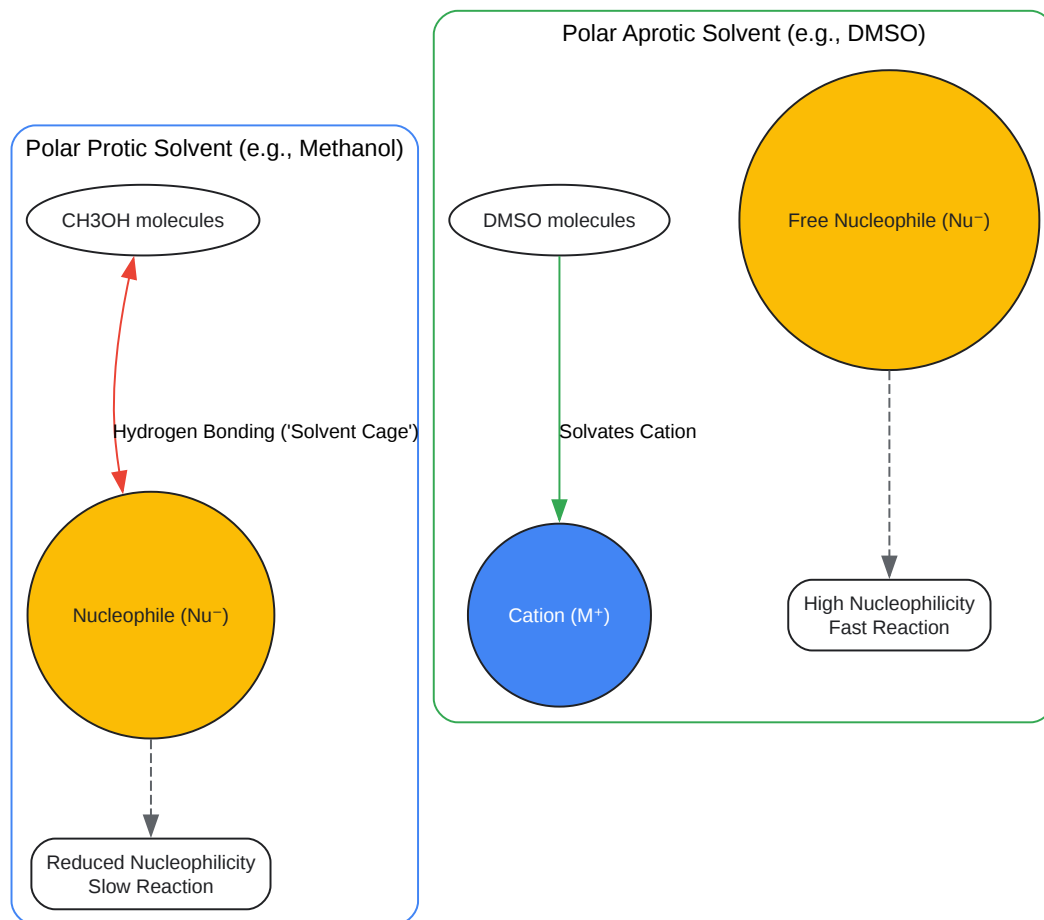 Polar Protic Solvent (e.g., Methanol)
CH3OH molecules
Hydrogen Bonding ('Solvent Cage')
Nucleophile (Nu⁻)
Reduced Nucleophilicity
Slow Reaction
Polar Aprotic Solvent (e.g., DMSO)
DMSO molecules
Free Nucleophile (Nu⁻)
Solvates Cation
Cation (M⁺)
High Nucleophilicity
Fast Reaction